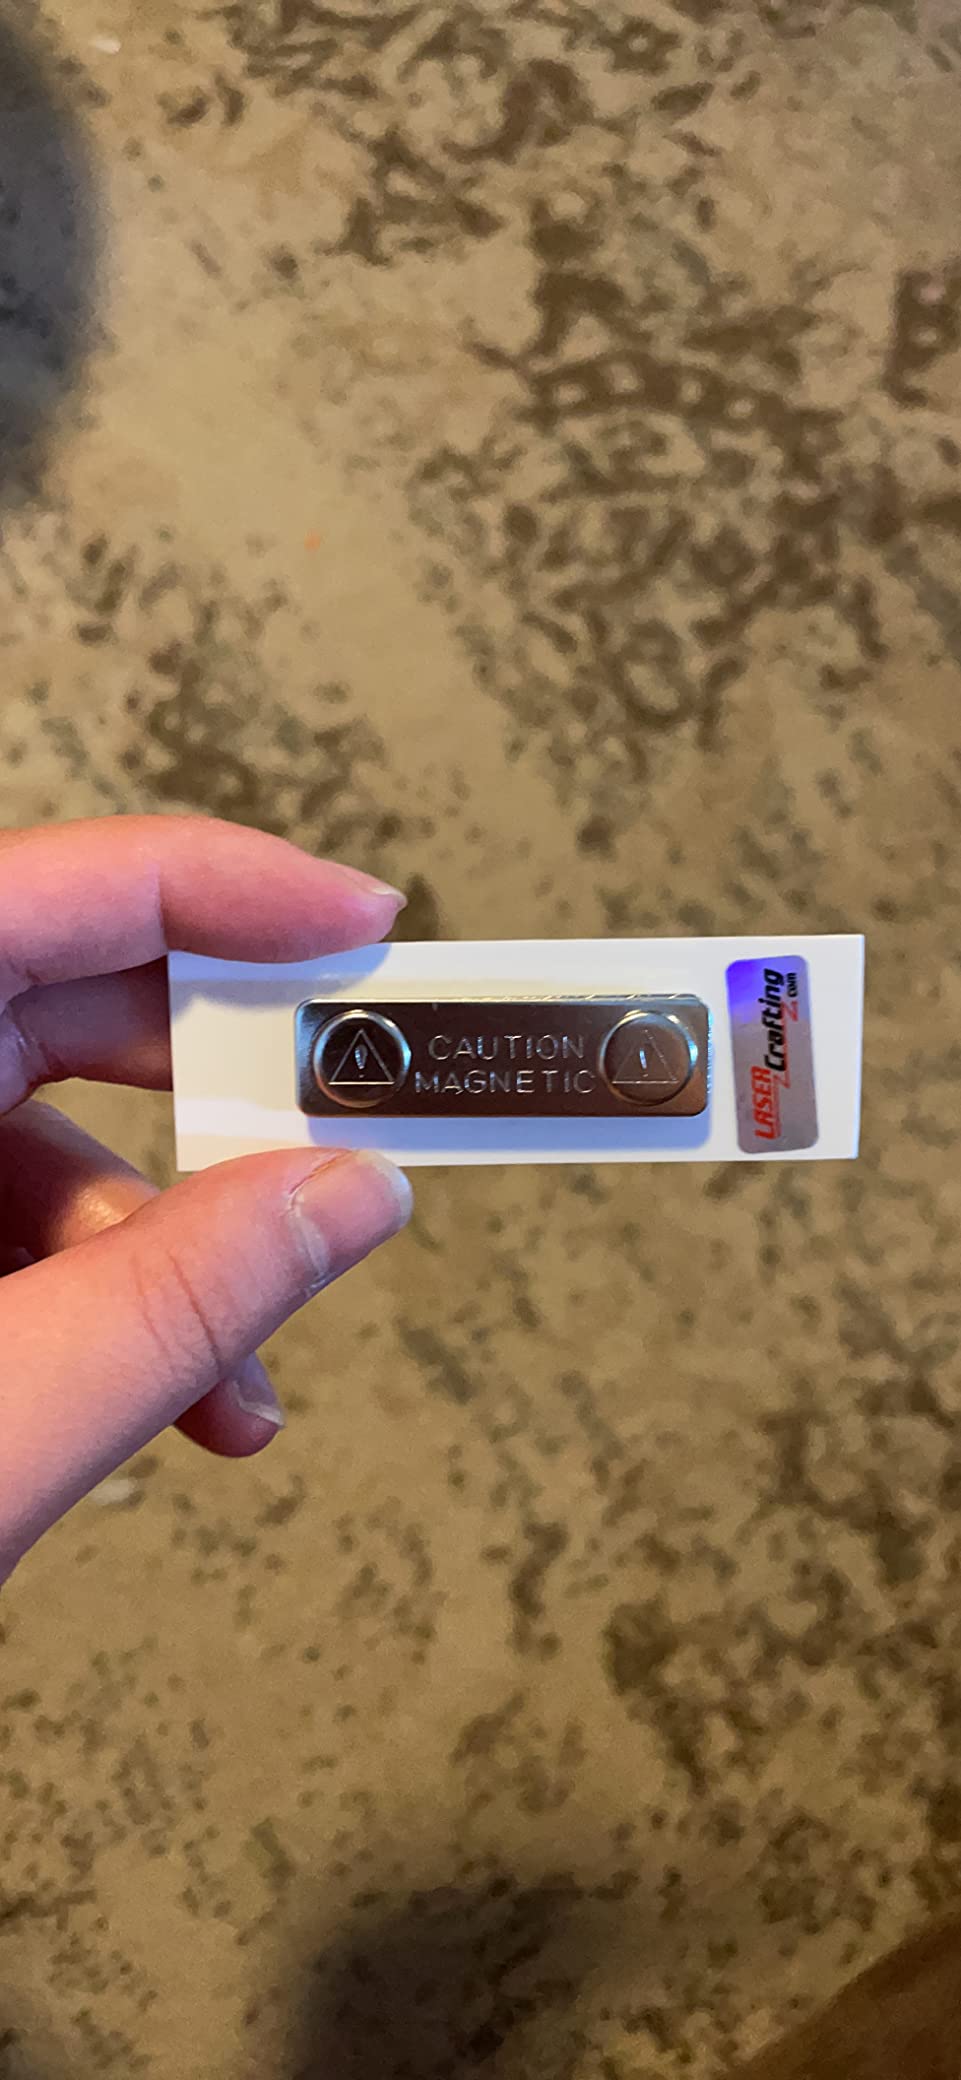 CAUTION
MAGNETIC
LASER
Crafting
.com